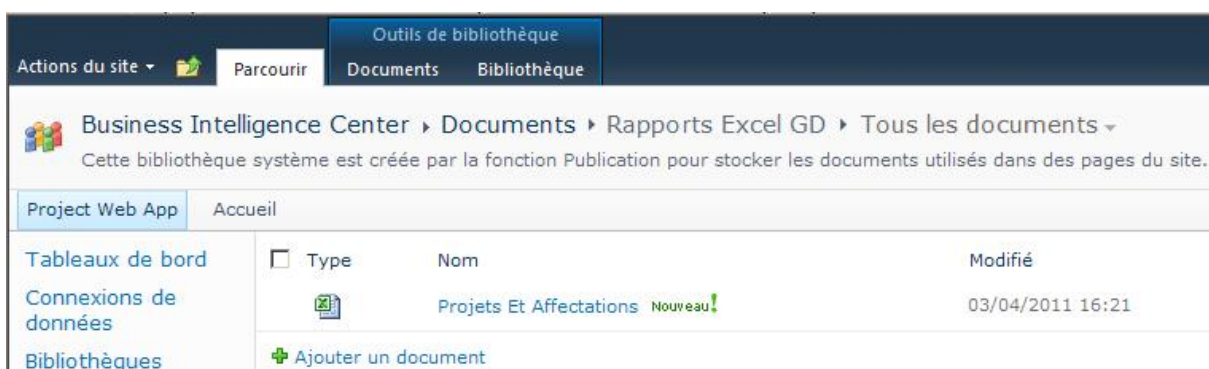 Outils de bibliothèque
Actions du site Parcourir Documents Bibliothèque
Business Intelligence Center Documents Rapports Excel GD Tous les documents
Cette bibliothèque système est créée par la fonction Publication pour stocker les documents utilisés dans des pages du site.
Project Web App Accueil
Tableaux de bord
Connexions de données
Bibliothèques
Type Nom Modifié
Projets Et Affectations Nouveau! 03/04/2011 16:21
Ajouter un document